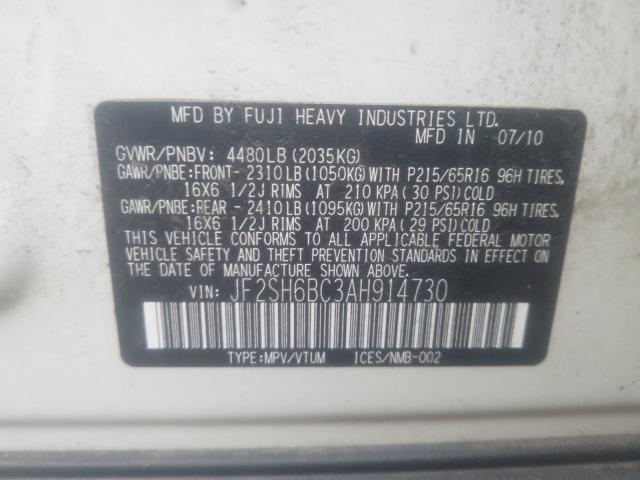 MFD BY FUJI HEAVY INDUSTRIES LTD.
MFD IN 07/10
GVWR/PNBV: 4480LB(2035KG)
GAWR/PNBE:FRONT- 2310LB(1050KG)WITH P215/65R16 96H TIRES,
16X6 1/2J RIMS AT 210 KPA(30 PSI)COLD
GAWR/PNBE:REAR - 2410LB(1095KG)WITH P215/65R16 96H TIRES,
16X6 1/2J RIMS AT 200 KPA(29 PSI)COLD
THIS VEHICLE CONFORMS TO ALL APPLICABLE FEDERAL MOTOR
VEHICLE SAFETY AND THEFT PREVENTION STANDARDS IN EFFECT ON
THE DATE OF MANUFACTURE SHOWN ABOVE.
VIN: JF2SH6BC3AH914730
TYPE:MPV/VTUM ICES/NMB-002